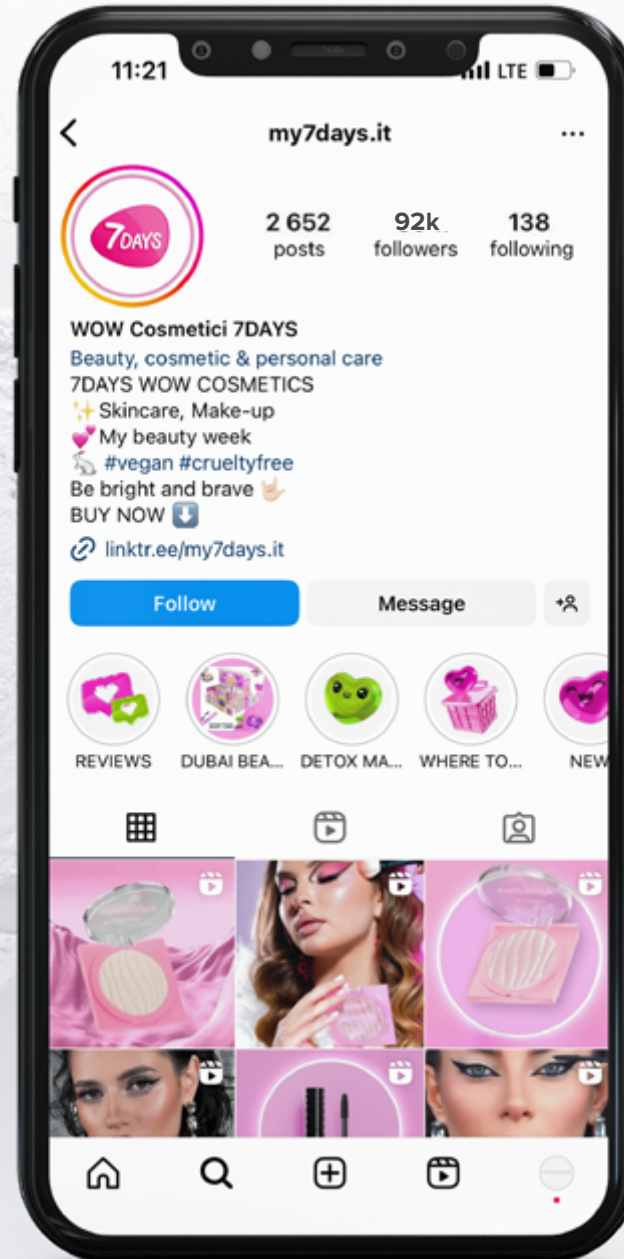 11:21
LTE
my7days.it
7DAYS
2 652
posts
92k
followers
138
following
WOW Cosmetici 7DAYS
Beauty, cosmetic & personal care
7DAYS WOW COSMETICS
✨ Skincare, Make-up
💕 My beauty week
🐇 #vegan #crueltyfree
Be bright and brave 🤟🏻
BUY NOW ⬇️
linktr.ee/my7days.it
Follow
Message
REVIEWS
DUBAI BEA...
DETOX MA...
WHERE TO...
NEW